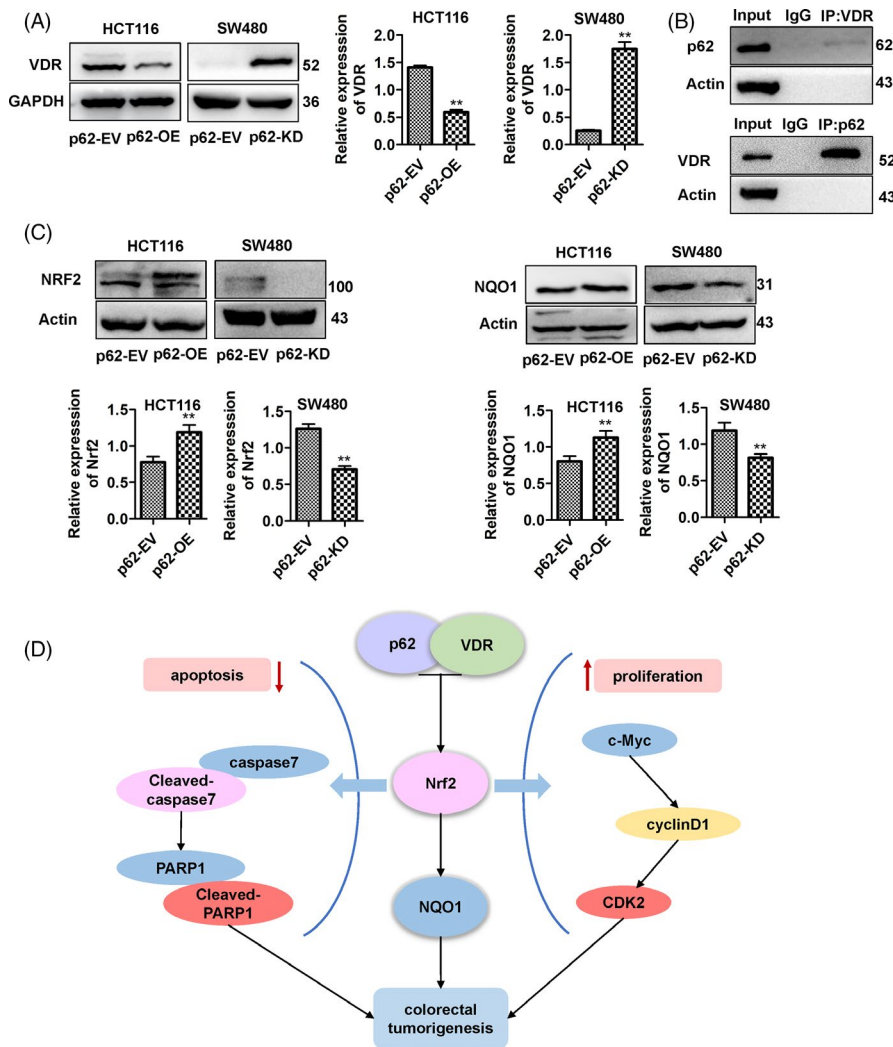 (A)
HCT116
SW480
VDR
52
GAPDH
36
p62-EV
p62-OE
p62-EV
p62-KD
HCT116
Relative expresssion
of VDR
2.0
1.5
1.0
0.5
0.0
**
p62-EV
p62-OE
SW480
Relative expresssion
of VDR
2.0
1.5
1.0
0.5
0.0
**
p62-EV
p62-KD
(B)
Input
IgG
IP:VDR
p62
62
Actin
43
Input
IgG
IP:p62
VDR
52
Actin
43
(C)
HCT116
SW480
NRF2
100
Actin
43
p62-EV
p62-OE
p62-EV
p62-KD
HCT116
SW480
NQO1
31
Actin
43
p62-EV
p62-OE
p62-EV
p62-KD
HCT116
Relative expresssion
of Nrf2
1.5
1.0
0.5
0.0
**
p62-EV
p62-OE
SW480
Relative expresssion
of Nrf2
1.5
1.0
0.5
0.0
**
p62-EV
p62-KD
HCT116
Relative expresssion
of NQO1
1.5
1.0
0.5
0.0
**
p62-EV
p62-OE
SW480
Relative expresssion
of NQO1
1.5
1.0
0.5
0.0
**
p62-EV
p62-KD
(D)
p62
VDR
apoptosis
proliferation
caspase7
Cleaved-
caspase7
PARP1
Cleaved-
PARP1
Nrf2
NQO1
c-Myc
cyclinD1
CDK2
colorectal
tumorigenesis